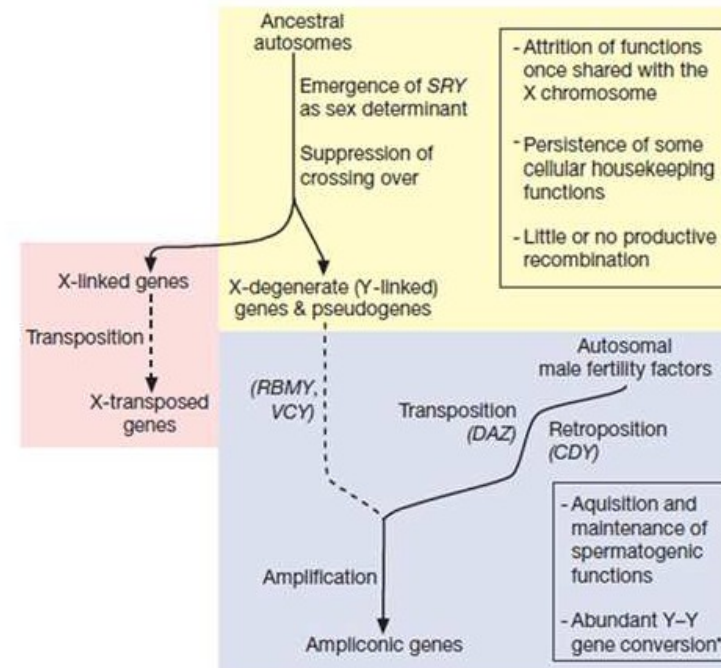 Ancestral
autosomes
Emergence of SRY
as sex determinant
Suppression of
crossing over
- Attrition of functions
once shared with the
X chromosome
- Persistence of some
cellular housekeeping
functions
- Little or no productive
recombination
X-linked genes
Transposition
X-transposed
genes
X-degenerate (Y-linked)
genes & pseudogenes
(RBMY,
VCY)
Autosomal
male fertility factors
Transposition
(DAZ)
Retroposition
(CDY)
Amplification
Ampliconic genes
- Aquisition and
maintenance of
spermatogenic
functions
- Abundant Y–Y
gene conversion*